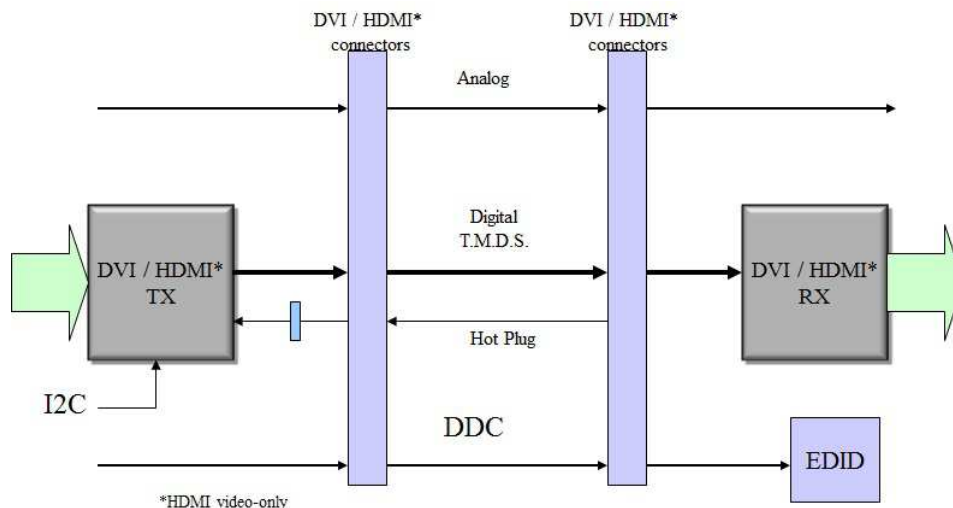 DVI / HDMI*
connectors
DVI / HDMI*
connectors
Analog
Digital
T.M.D.S.
DVI / HDMI*
TX
DVI / HDMI*
RX
Hot Plug
I2C
DDC
EDID
*HDMI video-only